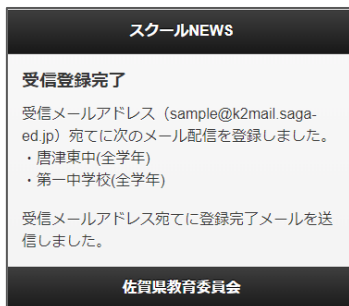 スクールNEWS
受信登録完了
受信メールアドレス（sample@k2mail.saga-
ed.jp）宛てに次のメール配信を登録しました。
・唐津東中(全学年)
・第一中学校(全学年)
受信メールアドレス宛てに登録完了メールを送
信しました。
佐賀県教育委員会